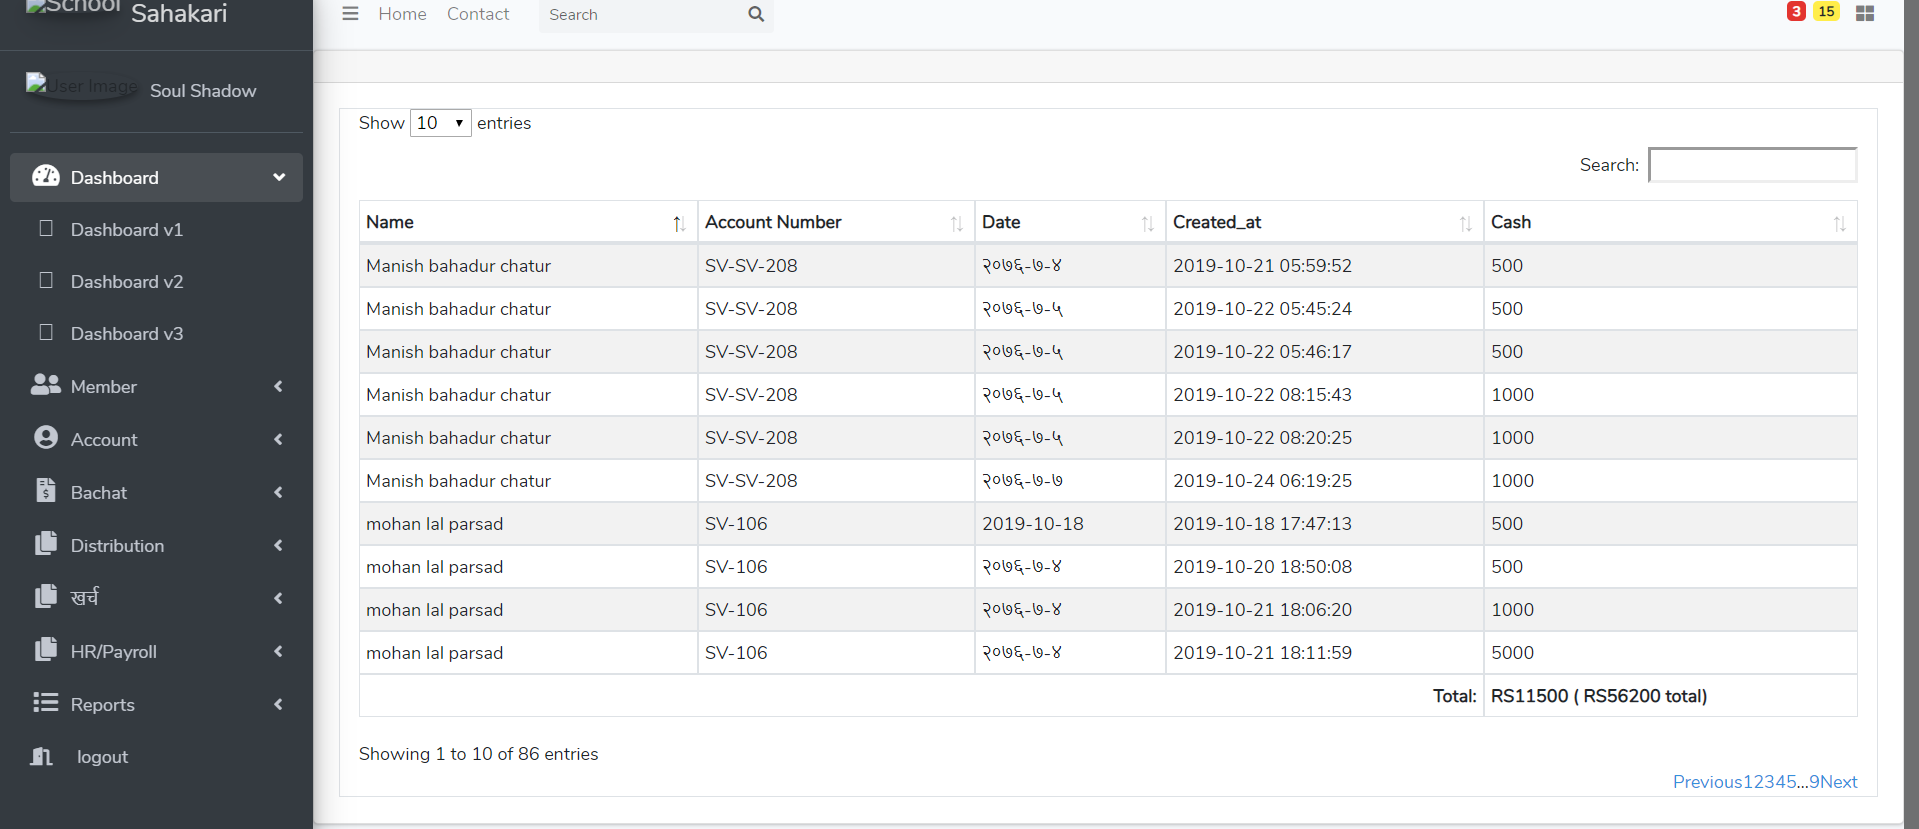 School Sahakari
Home Contact Search 3 15
User Image Soul Shadow
Dashboard
Dashboard v1
Dashboard v2
Dashboard v3
Member
Account
Bachat
Distribution
खर्च
HR/Payroll
Reports
logout
Show 10 entries
Search:
Name Account Number Date Created_at Cash
Manish bahadur chatur SV-SV-208 २०७६-७-४ 2019-10-21 05:59:52 500
Manish bahadur chatur SV-SV-208 २०७६-७-५ 2019-10-22 05:45:24 500
Manish bahadur chatur SV-SV-208 २०७६-७-५ 2019-10-22 05:46:17 500
Manish bahadur chatur SV-SV-208 २०७६-७-५ 2019-10-22 08:15:43 1000
Manish bahadur chatur SV-SV-208 २०७६-७-५ 2019-10-22 08:20:25 1000
Manish bahadur chatur SV-SV-208 २०७६-७-७ 2019-10-24 06:19:25 1000
mohan lal parsad SV-106 2019-10-18 2019-10-18 17:47:13 500
mohan lal parsad SV-106 २०७६-७-४ 2019-10-20 18:50:08 500
mohan lal parsad SV-106 २०७६-७-४ 2019-10-21 18:06:20 1000
mohan lal parsad SV-106 २०७६-७-४ 2019-10-21 18:11:59 5000
Total: RS11500 ( RS56200 total)
Showing 1 to 10 of 86 entries
Previous12345...9Next